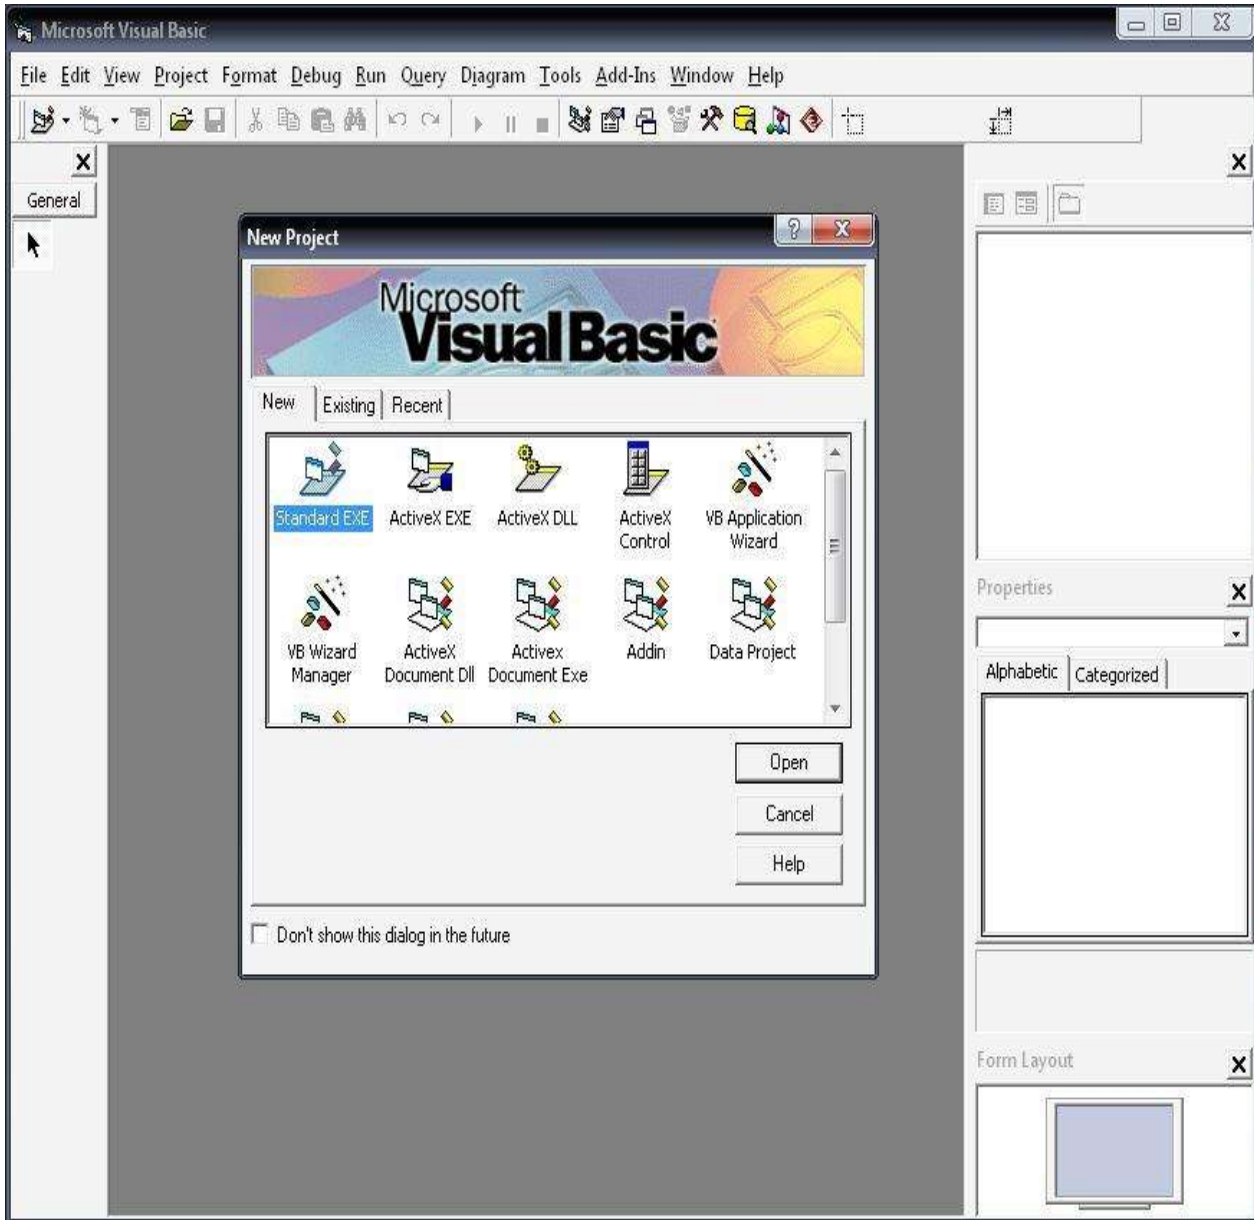 Microsoft Visual Basic
File Edit View Project Format Debug Run Query Diagram Tools Add-Ins Window Help
General
New Project
Microsoft
Visual Basic
New Existing Recent
Standard EXE ActiveX EXE ActiveX DLL ActiveX Control VB Application Wizard
VB Wizard Manager ActiveX Document Dll Activex Document Exe Addin Data Project
Open
Cancel
Help
Don't show this dialog in the future
Properties
Alphabetic Categorized
Form Layout